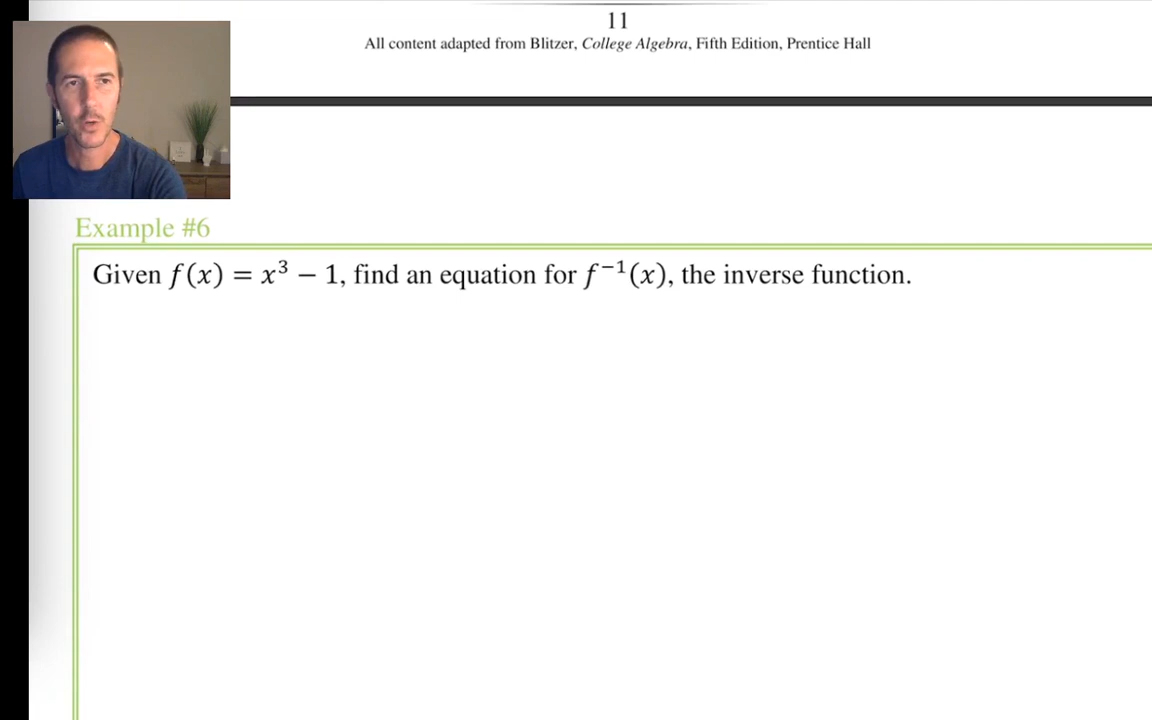 11
All content adapted from Blitzer, College Algebra, Fifth Edition, Prentice Hall
Example #6
Given f(x) = x³ − 1, find an equation for f⁻¹(x), the inverse function.